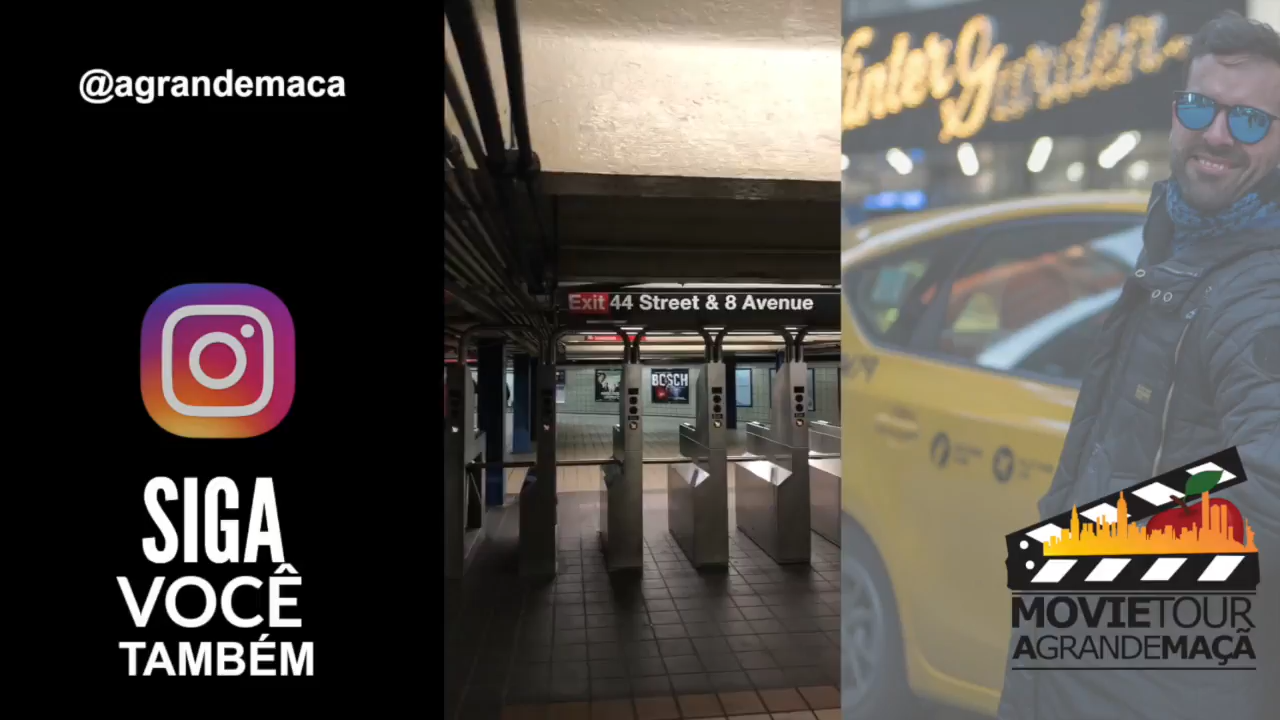 @agrandemaca
SIGA
VOCÊ
TAMBÉM
Exit 44 Street & 8 Avenue
BOSCH
Winter Garden
MOVIETOUR
AGRANDEMAÇÃ